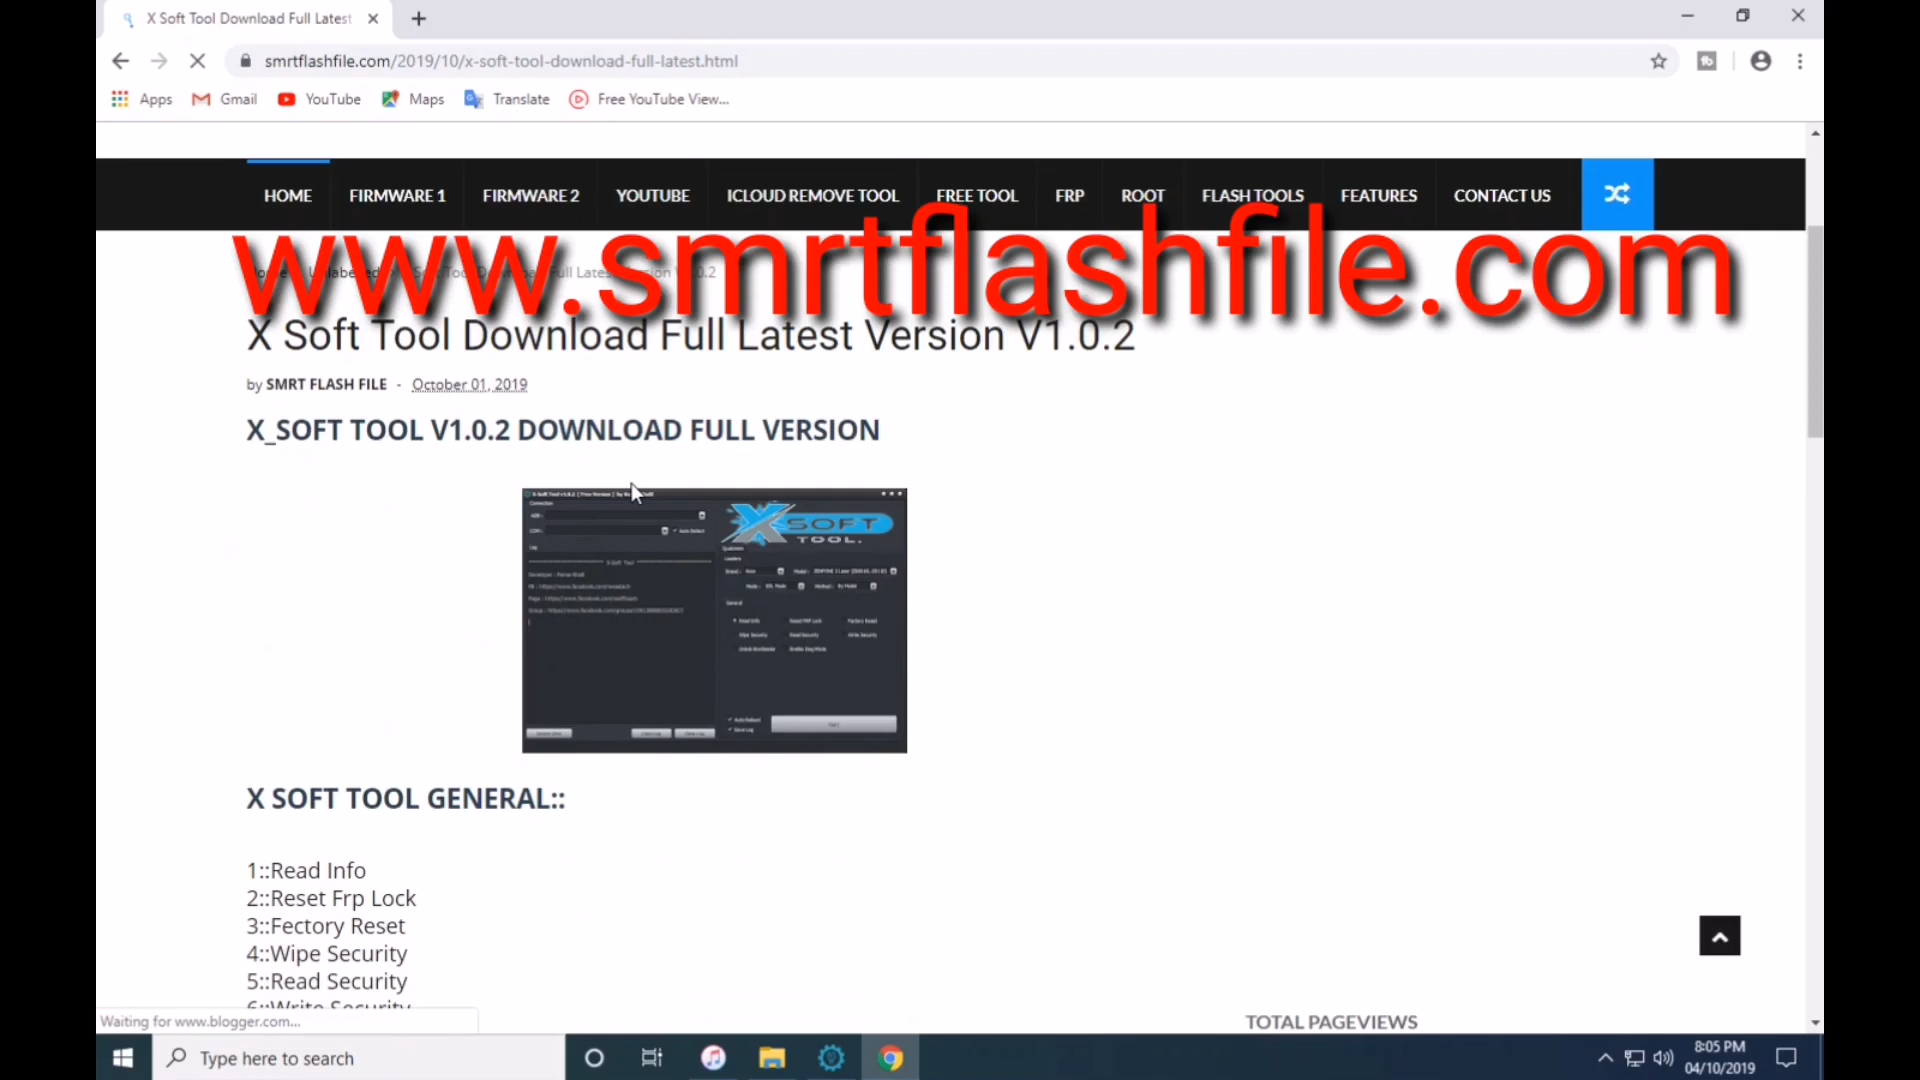 X Soft Tool Download Full Latest
smrtflashfile.com/2019/10/x-soft-tool-download-full-latest.html
Apps Gmail YouTube Maps Translate Free YouTube View...
HOME FIRMWARE 1 FIRMWARE 2 YOUTUBE ICLOUD REMOVE TOOL FREE TOOL FRP ROOT FLASH TOOLS FEATURES CONTACT US
www.smrtflashfile.com
X Soft Tool Download Full Latest Version V1.0.2
by SMRT FLASH FILE - October 01, 2019
X_SOFT TOOL V1.0.2 DOWNLOAD FULL VERSION
XSOFT
TOOL.
X SOFT TOOL GENERAL::
1::Read Info
2::Reset Frp Lock
3::Fectory Reset
4::Wipe Security
5::Read Security
6::Write Security
Waiting for www.blogger.com...
TOTAL PAGEVIEWS
Type here to search
8:05 PM
04/10/2019